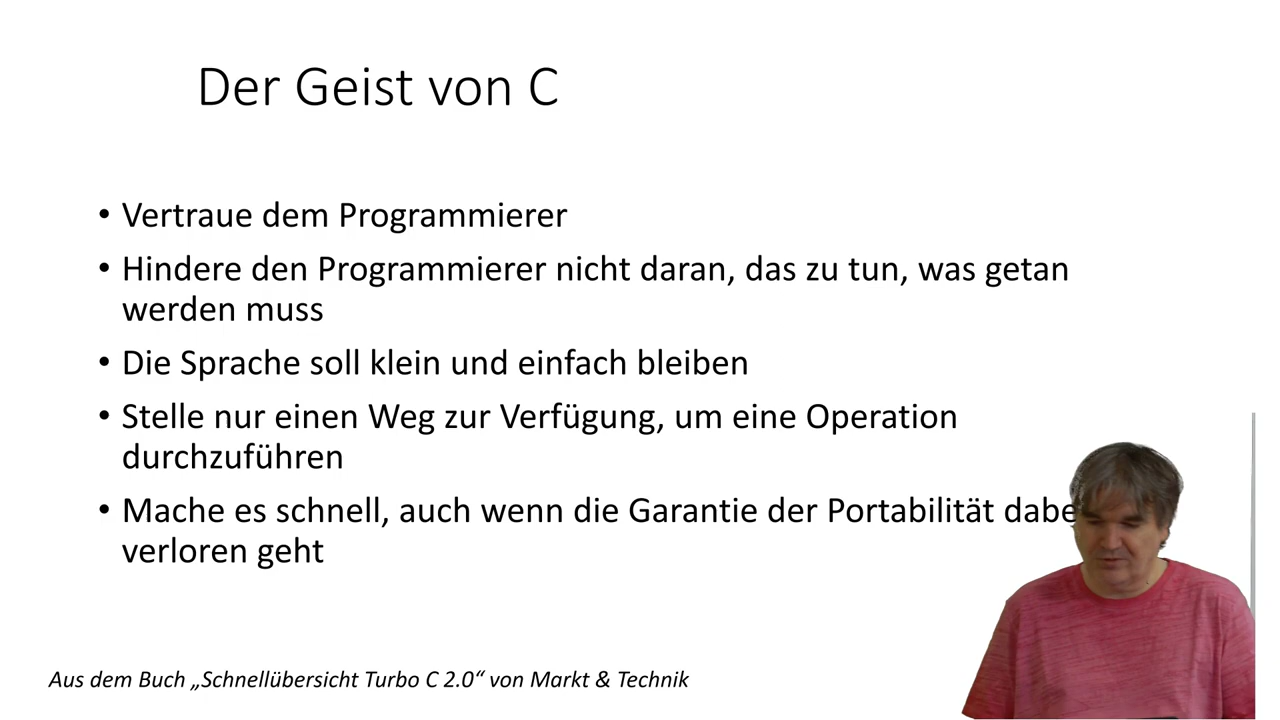 Der Geist von C
• Vertraue dem Programmierer
• Hindere den Programmierer nicht daran, das zu tun, was getan
werden muss
• Die Sprache soll klein und einfach bleiben
• Stelle nur einen Weg zur Verfügung, um eine Operation
durchzuführen
• Mache es schnell, auch wenn die Garantie der Portabilität dabe
verloren geht
Aus dem Buch „Schnellübersicht Turbo C 2.0“ von Markt & Technik